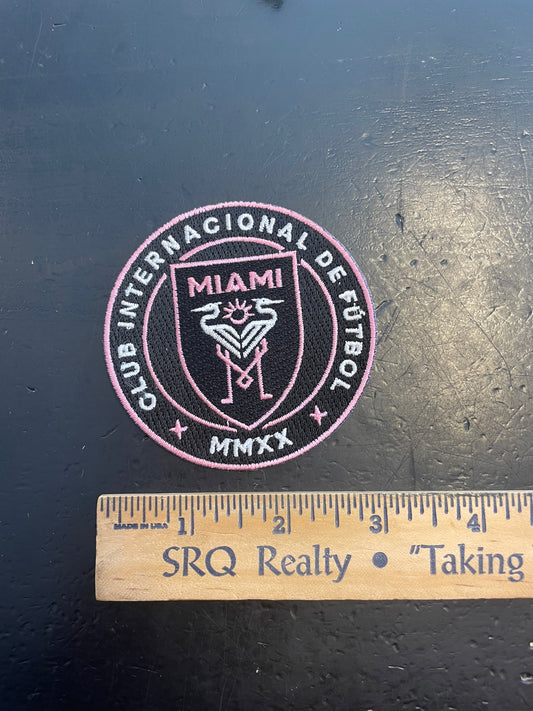 CLUB INTERNACIONAL DE FÚTBOL
MIAMI
MMXX
1 2 3 4
MADE IN USA
SRQ Realty • "Taking